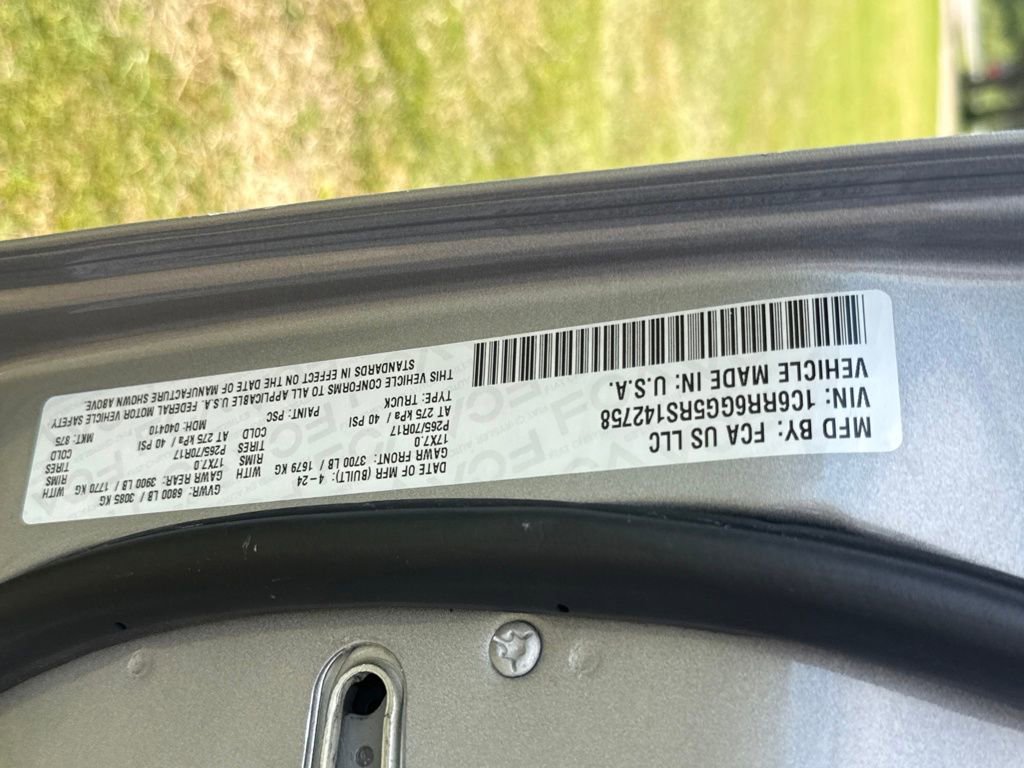 MFD BY: FCA US LLC
VIN: 1C6RR6GG5RS142758
VEHICLE MADE IN: U.S.A.
DATE OF MFR (BUILT): 4-24
GVWR: 6800 LB / 3085 KG
GAWR FRONT: 3700 LB / 1679 KG WITH
GAWR REAR: 3900 LB / 1770 KG WITH
17X7.0 RIMS
17X7.0 RIMS
P265/70R17 TIRES
P265/70R17 TIRES
AT 275 kPa / 40 PSI COLD
AT 275 kPa / 40 PSI COLD
TYPE: TRUCK PAINT: PSC MDH: 040410 MKT: 875
THIS VEHICLE CONFORMS TO ALL APPLICABLE U.S.A. FEDERAL MOTOR VEHICLE SAFETY
STANDARDS IN EFFECT ON THE DATE OF MANUFACTURE SHOWN ABOVE.